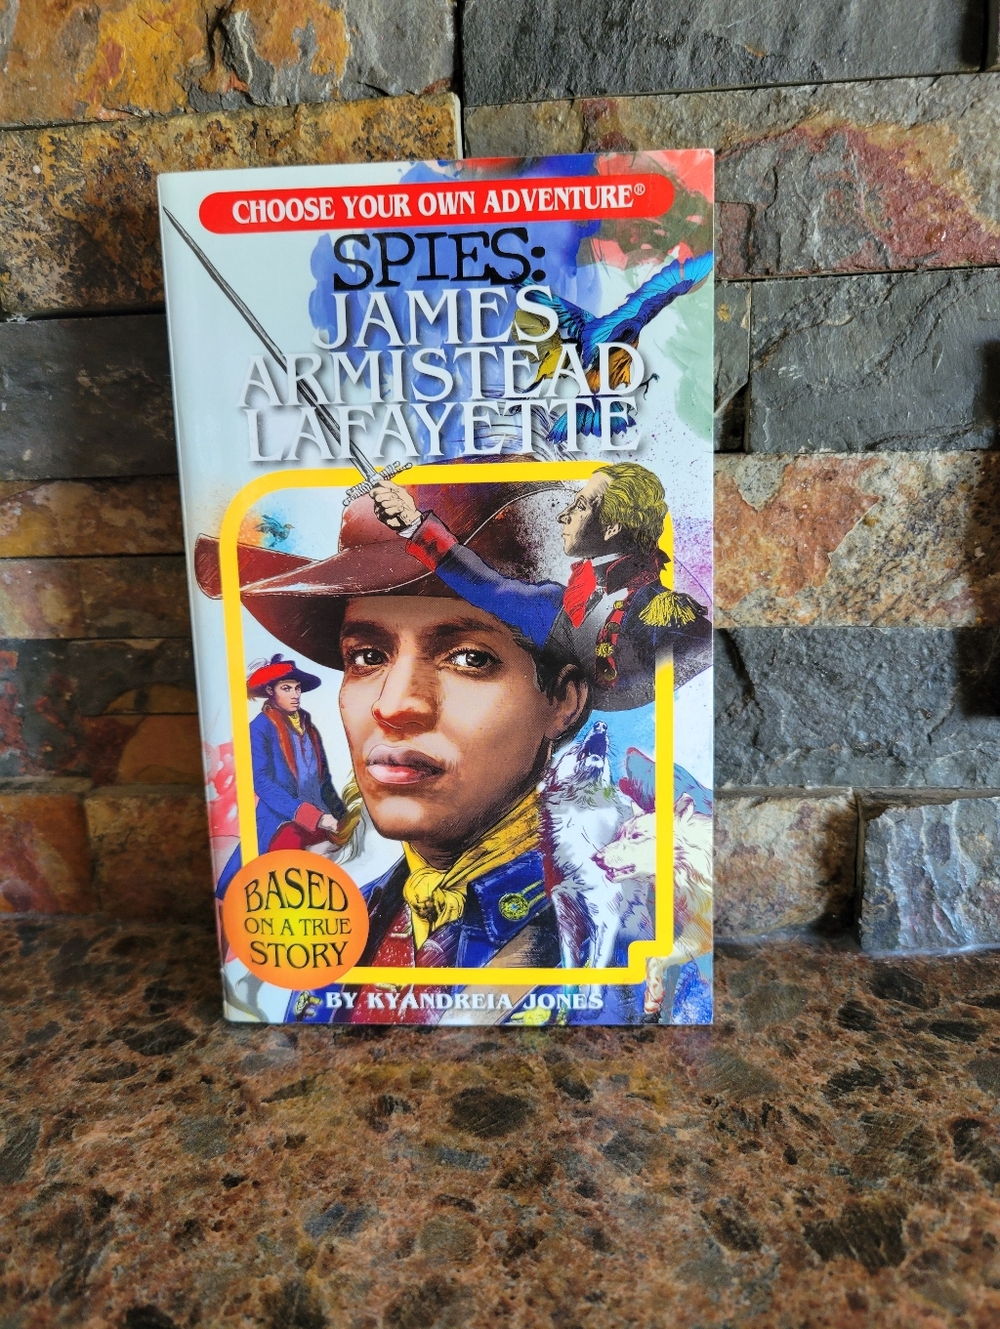 CHOOSE YOUR OWN ADVENTURE®
SPIES:
JAMES
ARMISTEAD
LAFAYETTE
BASED
ON A TRUE
STORY
BY KYANDREIA JONES